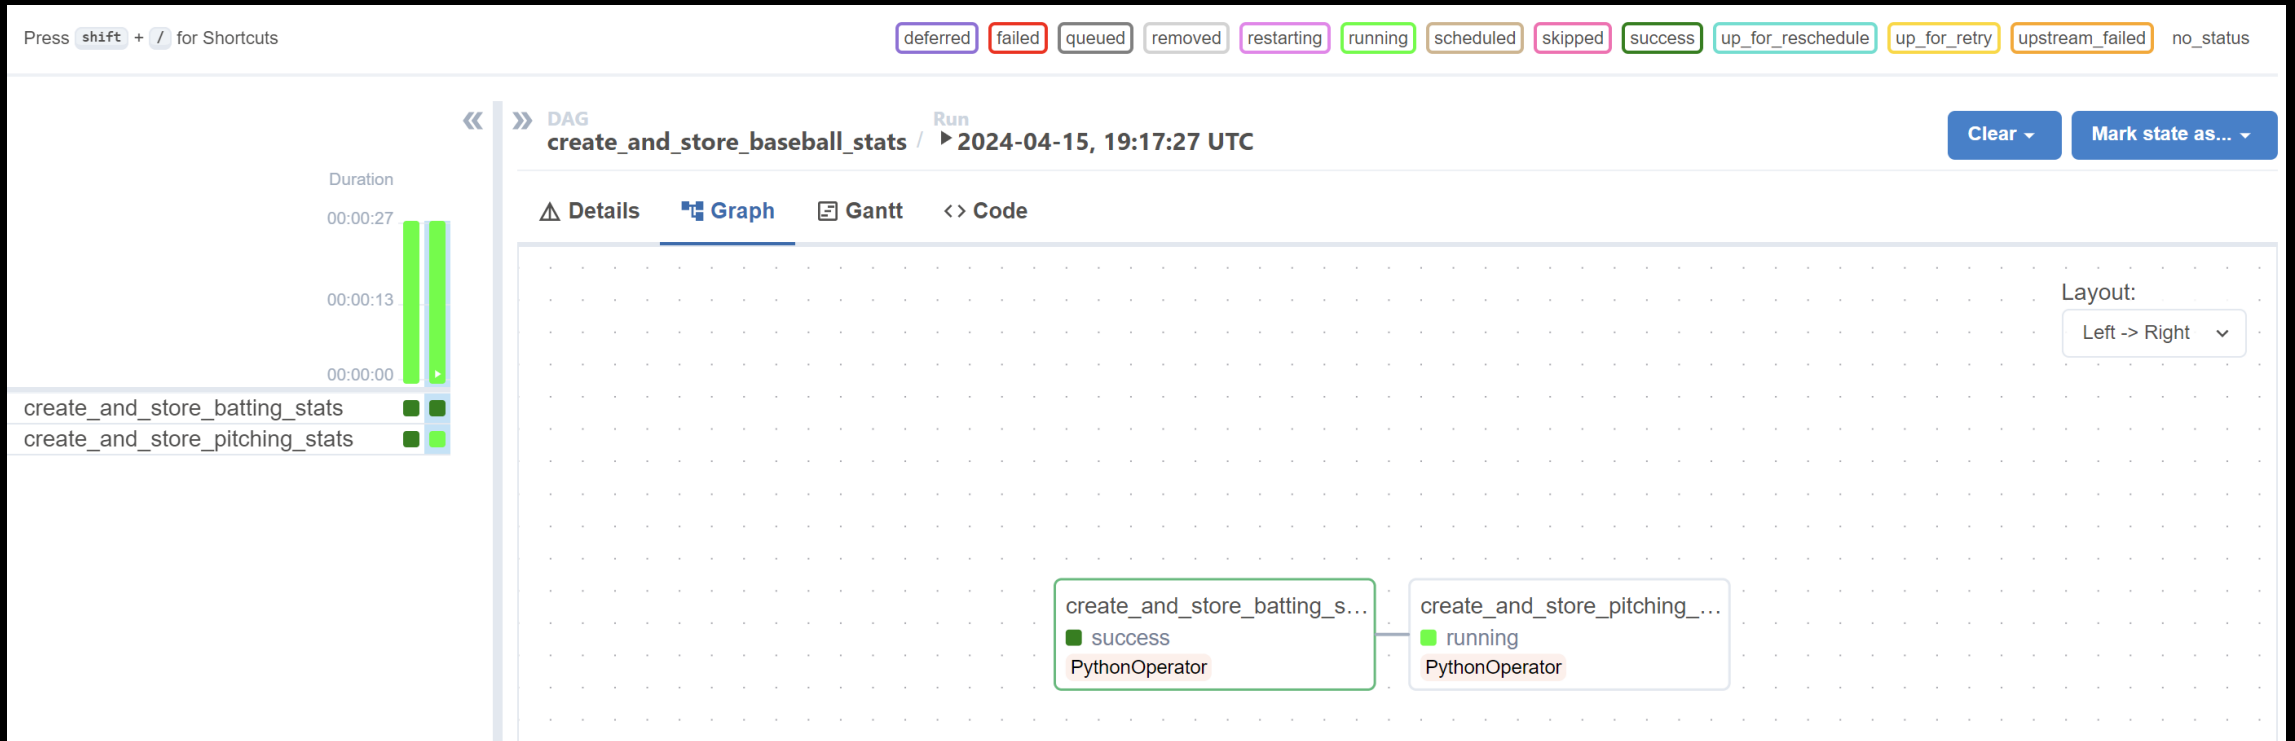 Press shift + / for Shortcuts
deferred failed queued removed restarting running scheduled skipped success up_for_reschedule up_for_retry upstream_failed no_status
DAG
create_and_store_baseball_stats /
Run
2024-04-15, 19:17:27 UTC
Clear
Mark state as...
Details Graph Gantt Code
Duration
00:00:27
00:00:13
00:00:00
create_and_store_batting_stats
create_and_store_pitching_stats
Layout:
Left -> Right
create_and_store_batting_s...
success
PythonOperator
create_and_store_pitching_...
running
PythonOperator